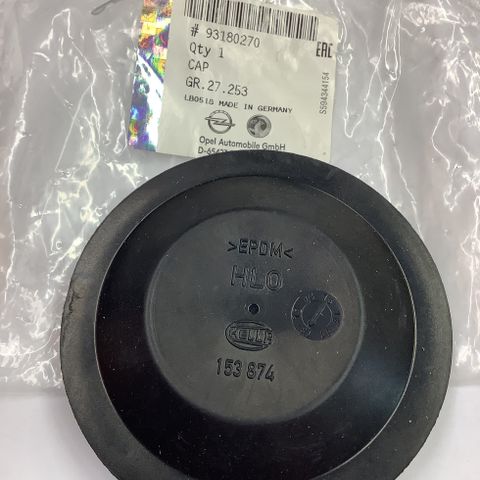 # 93180270
Qty 1
CAP
GR.27.253
LB0518 MADE IN GERMANY
Opel Automobile GmbH
EAC
S594344154
>EPDM<
HLO
HELLA
153 874